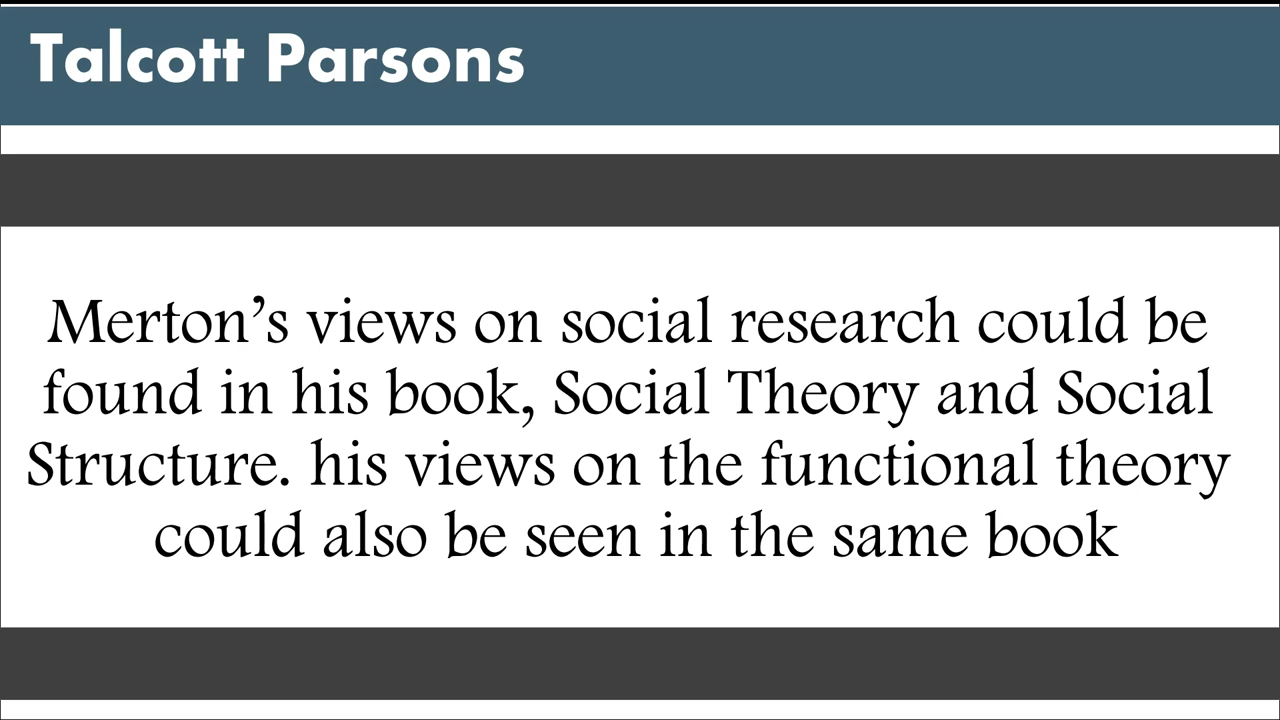 Talcott Parsons
Merton’s views on social research could be
found in his book, Social Theory and Social
Structure. his views on the functional theory
could also be seen in the same book